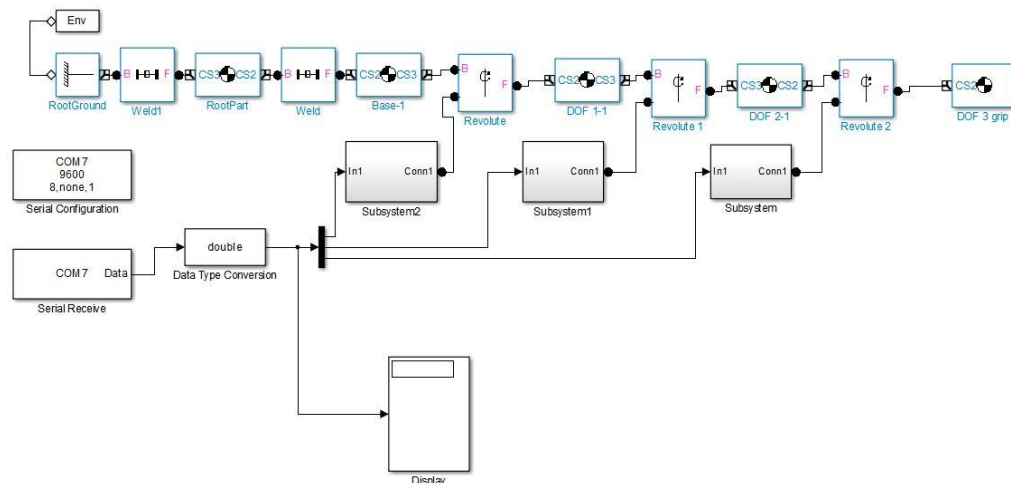 Env
B
F
CS3
CS2
B
F
CS2
CS3
B
F
CS2
CS3
B
F
CS3
CS2
B
F
CS2
RootGround
Weld1
RootPart
Weld
Base-1
Revolute
DOF 1-1
Revolute 1
DOF 2-1
Revolute 2
DOF 3 grip
COM 7
9600
8,none,1
Serial Configuration
In1
Conn1
Subsystem2
In1
Conn1
Subsystem1
In1
Conn1
Subsystem
COM 7
Data
Serial Receive
double
Data Type Conversion
Display